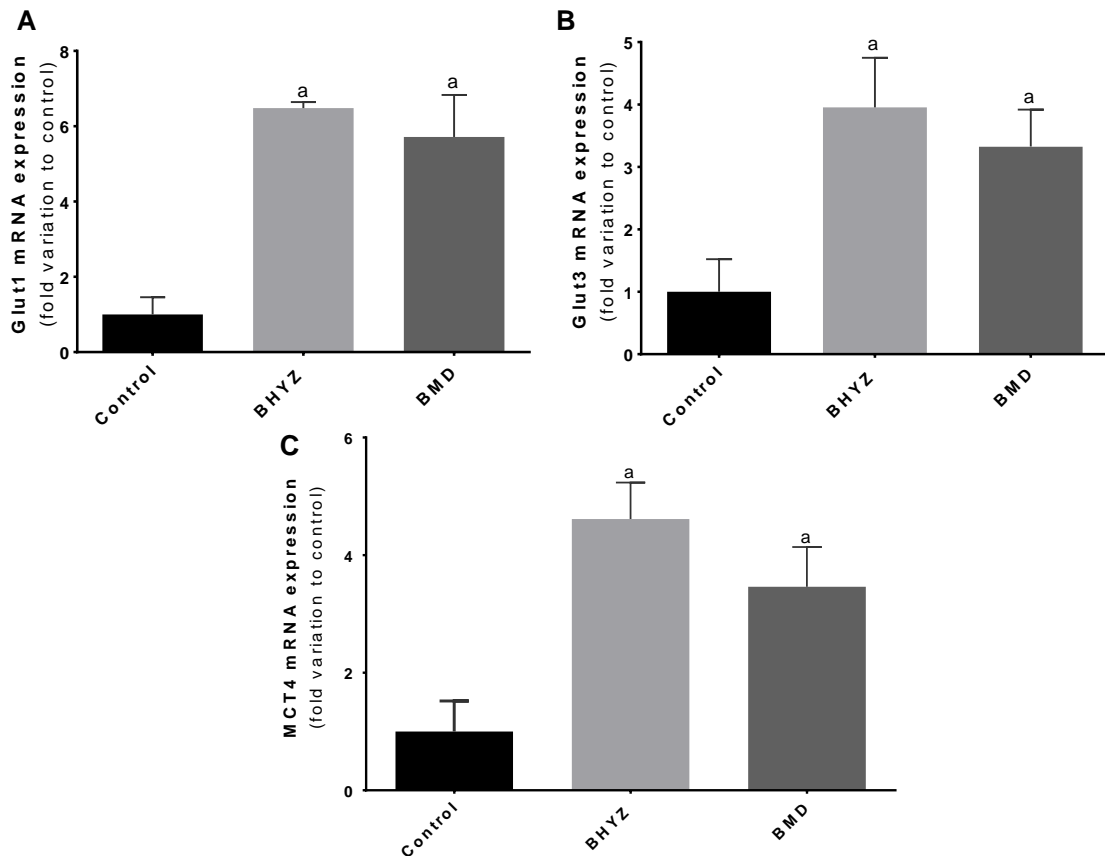 A
Glut1 mRNA expression
(fold variation to control)
8
6
4
2
0
a
a
Control
BHYZ
BMD
B
Glut3 mRNA expression
(fold variation to control)
5
4
3
2
1
0
a
a
Control
BHYZ
BMD
C
MCT4 mRNA expression
(fold variation to control)
6
4
2
0
a
a
Control
BHYZ
BMD